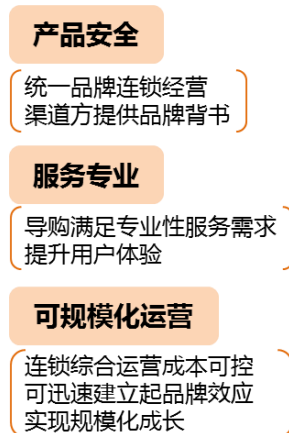 产品安全
统一品牌连锁经营
渠道方提供品牌背书
服务专业
导购满足专业性服务需求
提升用户体验
可规模化运营
连锁综合运营成本可控
可迅速建立起品牌效应
实现规模化成长